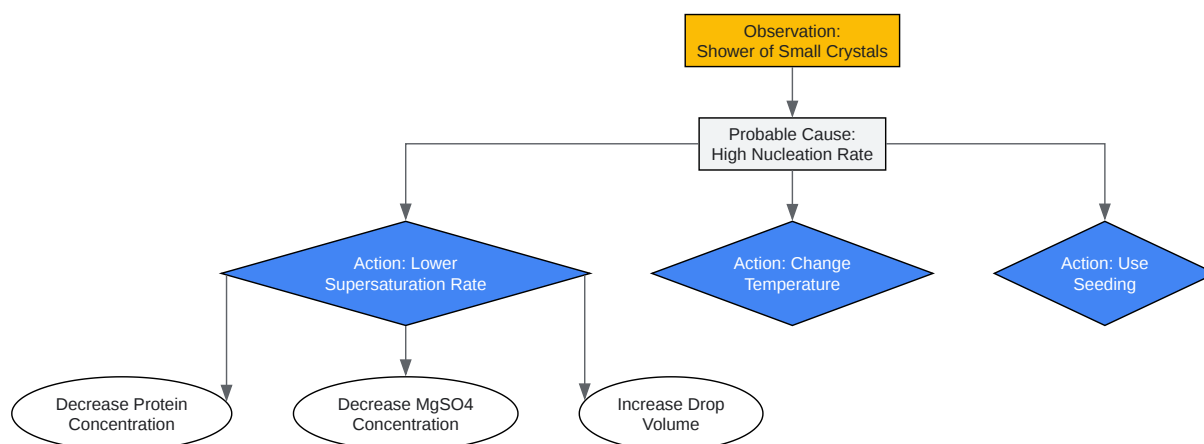 Observation:
Shower of Small Crystals
Probable Cause:
High Nucleation Rate
Action: Lower
Supersaturation Rate
Action: Change
Temperature
Action: Use
Seeding
Decrease Protein
Concentration
Decrease MgSO4
Concentration
Increase Drop
Volume